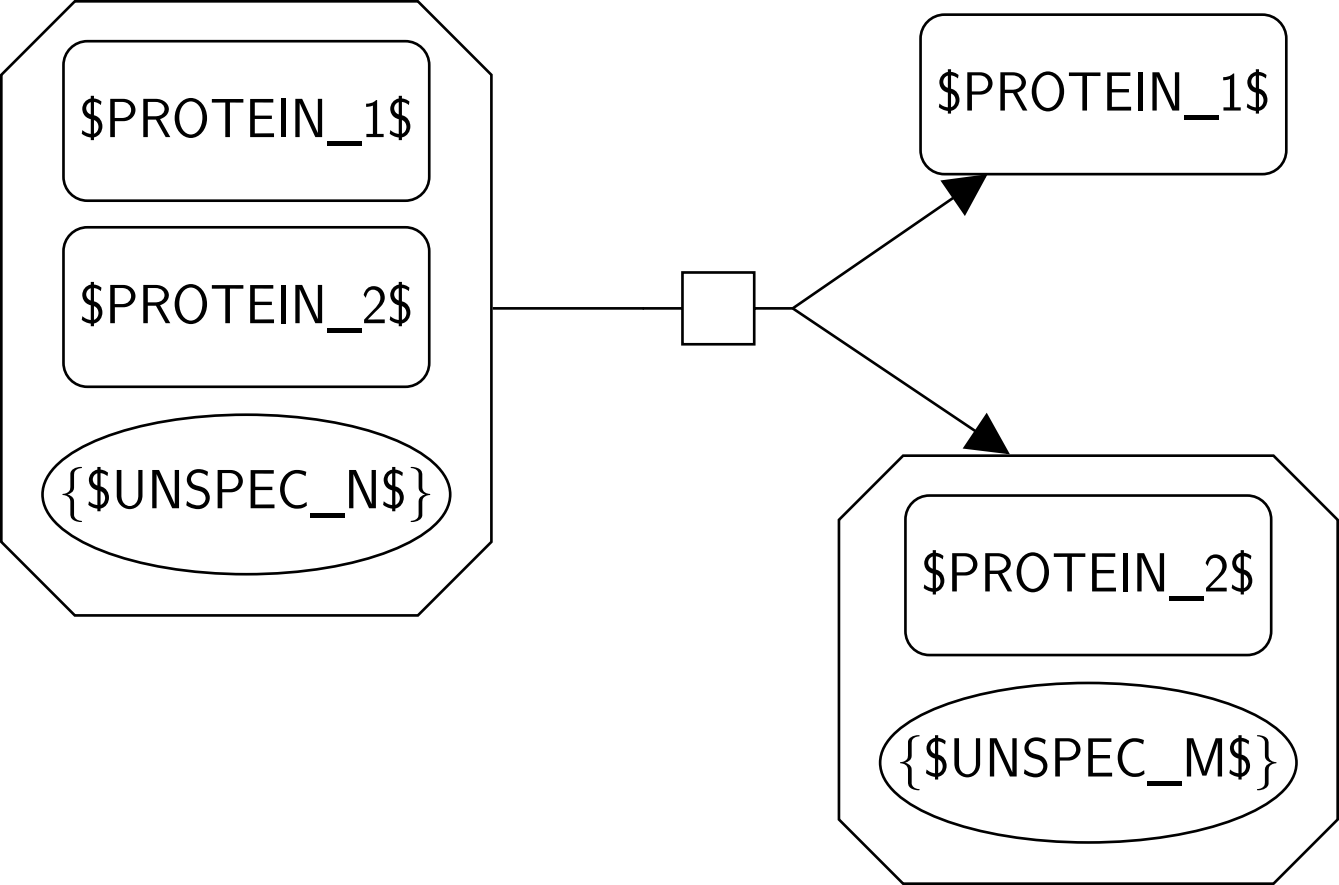 $PROTEIN_1$
$PROTEIN_2$
{$UNSPEC_N$}
$PROTEIN_1$
$PROTEIN_2$
{$UNSPEC_M$}